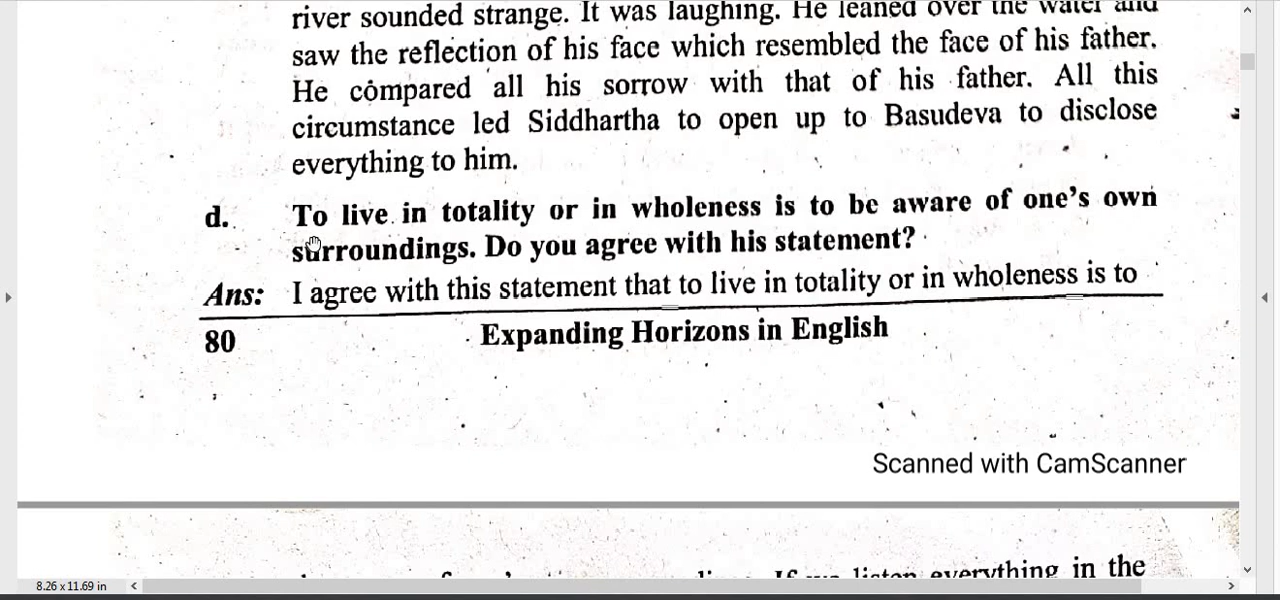 river sounded strange. It was laughing. He leaned over the water and
saw the reflection of his face which resembled the face of his father.
He compared all his sorrow with that of his father. All this
circumstance led Siddhartha to open up to Basudeva to disclose
everything to him.
d. To live in totality or in wholeness is to be aware of one's own
surroundings. Do you agree with his statement?
Ans: I agree with this statement that to live in totality or in wholeness is to
80 Expanding Horizons in English
Scanned with CamScanner
If we listen everything in the
8.26 x 11.69 in